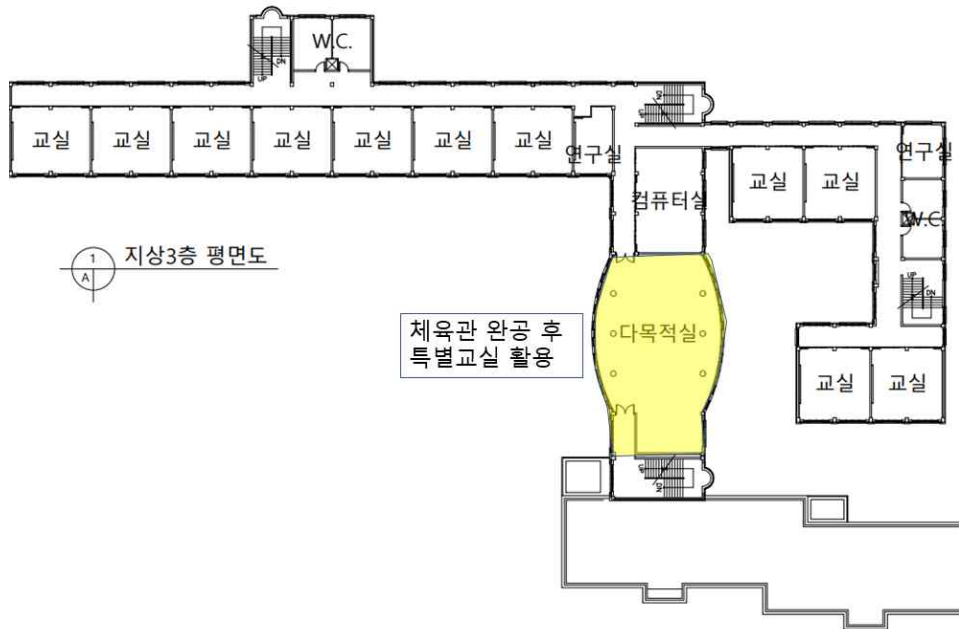 W.C.
UP
DN
DN
UP
교실 교실 교실 교실 교실 교실 교실 연구실
컴퓨터실
교실 교실
연구실
W.C.
1
A
지상3층 평면도
UP
DN
체육관 완공 후
특별교실 활용
다목적실
교실 교실
UP
DN